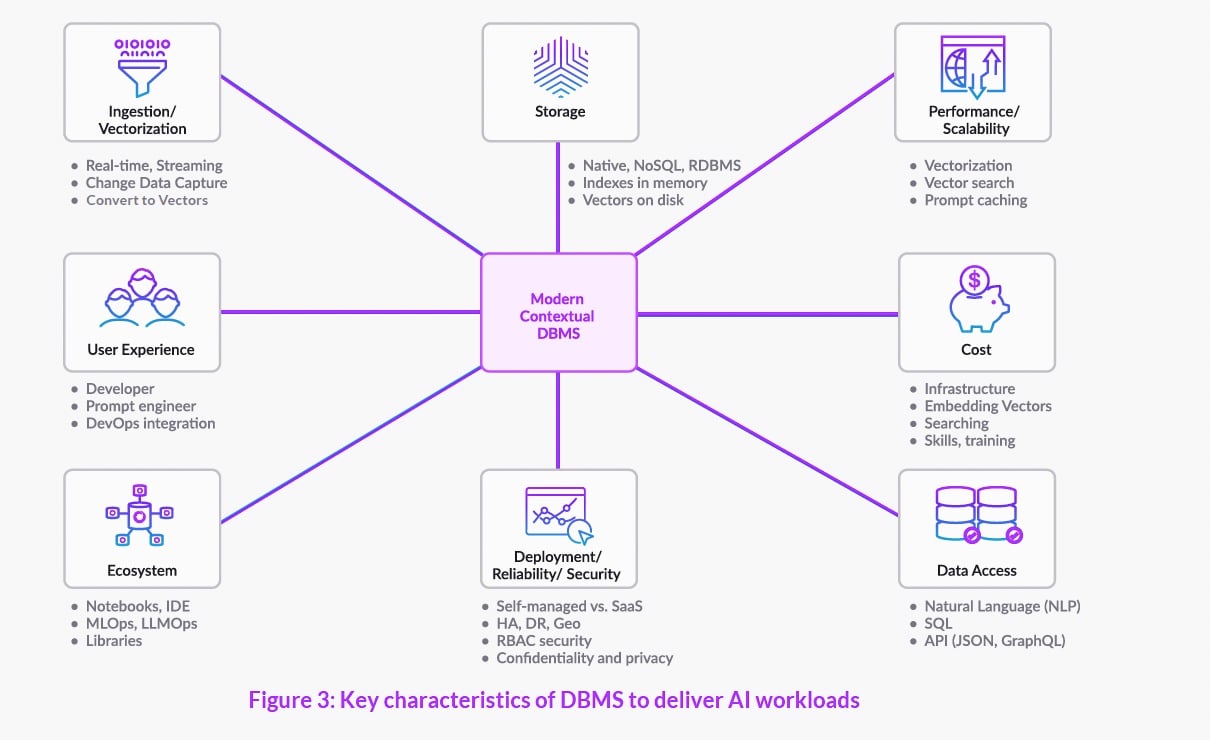 Ingestion/
Vectorization
• Real-time, Streaming
• Change Data Capture
• Convert to Vectors
Storage
• Native, NoSQL, RDBMS
• Indexes in memory
• Vectors on disk
Performance/
Scalability
• Vectorization
• Vector search
• Prompt caching
User Experience
• Developer
• Prompt engineer
• DevOps integration
Modern
Contextual
DBMS
$
Cost
• Infrastructure
• Embedding Vectors
• Searching
• Skills, training
Ecosystem
• Notebooks, IDE
• MLOps, LLMOps
• Libraries
Deployment/
Reliability/ Security
• Self-managed vs. SaaS
• HA, DR, Geo
• RBAC security
• Confidentiality and privacy
Data Access
• Natural Language (NLP)
• SQL
• API (JSON, GraphQL)
Figure 3: Key characteristics of DBMS to deliver AI workloads